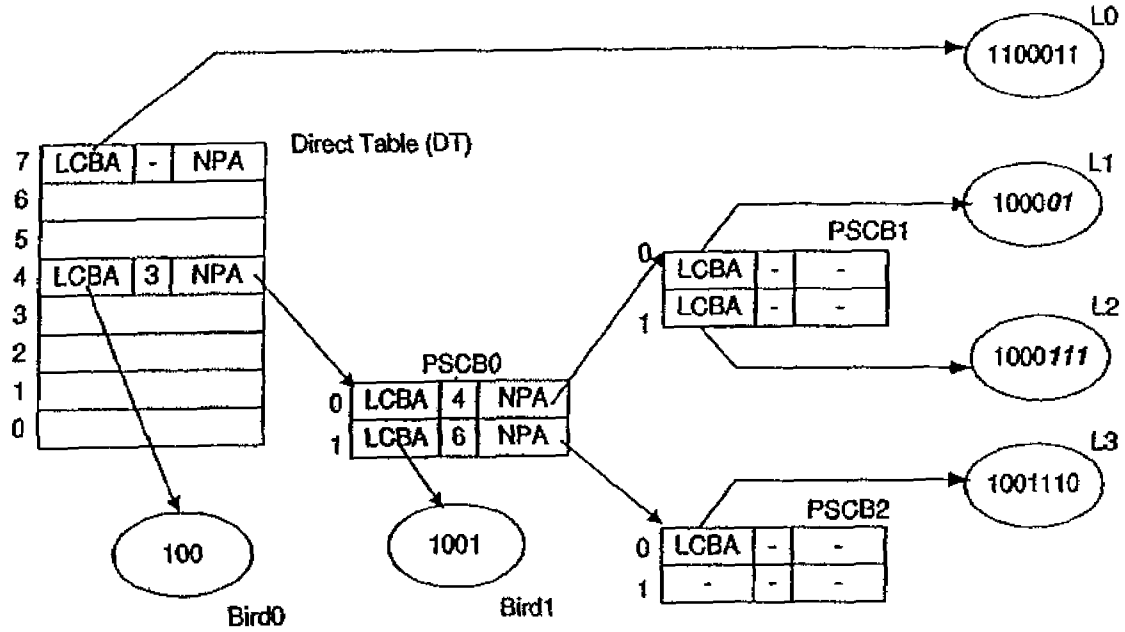 L0
1100011
Direct Table (DT)
7 LCBA - NPA
6
5
4 LCBA 3 NPA
3
2
1
0
L1
100001
PSCB1
0 LCBA - -
1 LCBA - -
L2
1000111
PSCB0
0 LCBA 4 NPA
1 LCBA 6 NPA
L3
1001110
PSCB2
0 LCBA - -
1 - - -
100
Bird0
1001
Bird1